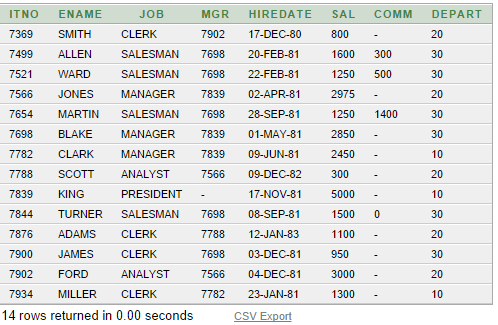 ITNO ENAME JOB MGR HIREDATE SAL COMM DEPART
7369 SMITH CLERK 7902 17-DEC-80 800 - 20
7499 ALLEN SALESMAN 7698 20-FEB-81 1600 300 30
7521 WARD SALESMAN 7698 22-FEB-81 1250 500 30
7566 JONES MANAGER 7839 02-APR-81 2975 - 20
7654 MARTIN SALESMAN 7698 28-SEP-81 1250 1400 30
7698 BLAKE MANAGER 7839 01-MAY-81 2850 - 30
7782 CLARK MANAGER 7839 09-JUN-81 2450 - 10
7788 SCOTT ANALYST 7566 09-DEC-82 300 - 20
7839 KING PRESIDENT - 17-NOV-81 5000 - 10
7844 TURNER SALESMAN 7698 08-SEP-81 1500 0 30
7876 ADAMS CLERK 7788 12-JAN-83 1100 - 20
7900 JAMES CLERK 7698 03-DEC-81 950 - 30
7902 FORD ANALYST 7566 04-DEC-81 3000 - 20
7934 MILLER CLERK 7782 23-JAN-81 1300 - 10
14 rows returned in 0.00 seconds CSV Export